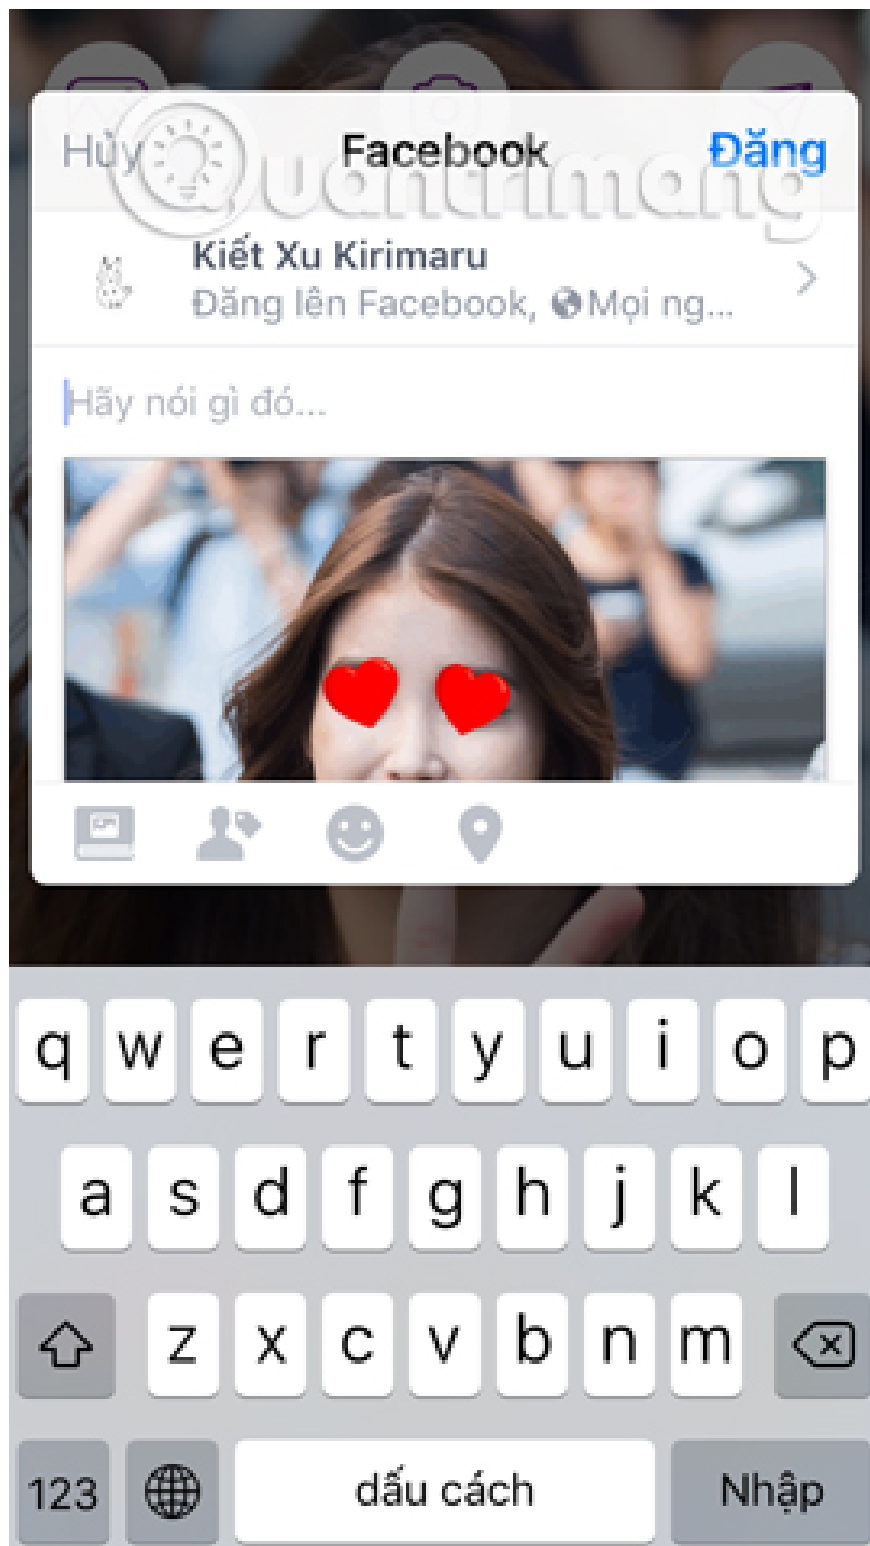 Hủy Facebook Đăng
Quantrimang
Kiết Xu Kirimaru
Đăng lên Facebook, Mọi ng...
Hãy nói gì đó...
q w e r t y u i o p
a s d f g h j k l
z x c v b n m
123 dấu cách Nhập